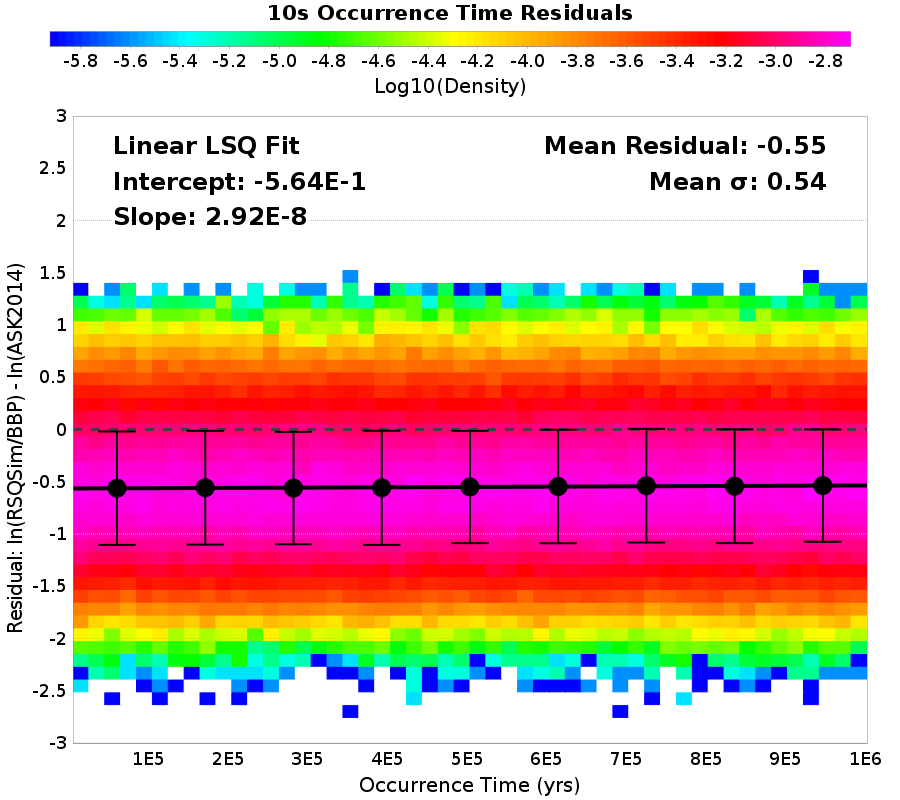 10s Occurrence Time Residuals
-5.8 -5.6 -5.4 -5.2 -5.0 -4.8 -4.6 -4.4 -4.2 -4.0 -3.8 -3.6 -3.4 -3.2 -3.0 -2.8
Log10(Density)
Linear LSQ Fit
Intercept: -5.64E-1
Slope: 2.92E-8
Mean Residual: -0.55
Mean σ: 0.54
Residual: ln(RSQSim/BBP) - ln(ASK2014)
3
2.5
2
1.5
1
0.5
0
-0.5
-1
-1.5
-2
-2.5
-3
1E5 2E5 3E5 4E5 5E5 6E5 7E5 8E5 9E5 1E6
Occurrence Time (yrs)